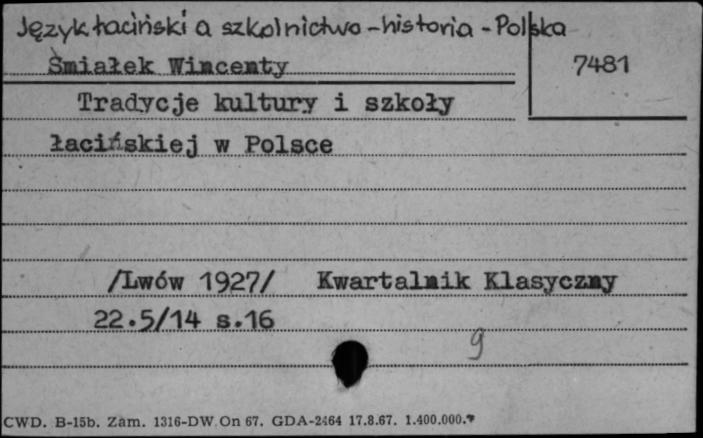 Język łaciński a szkolnictwo - historia - Polska
Śmiałek Wincenty
7481
Tradycje kultury i szkoły
łacińskiej w Polsce
/Lwów 1927/ Kwartalnik Klasyczny
22.5/14 s.16
9
CWD. B-15b. Zam. 1316-DW On 67. GDA-2464 17.8.67. 1.400.000.